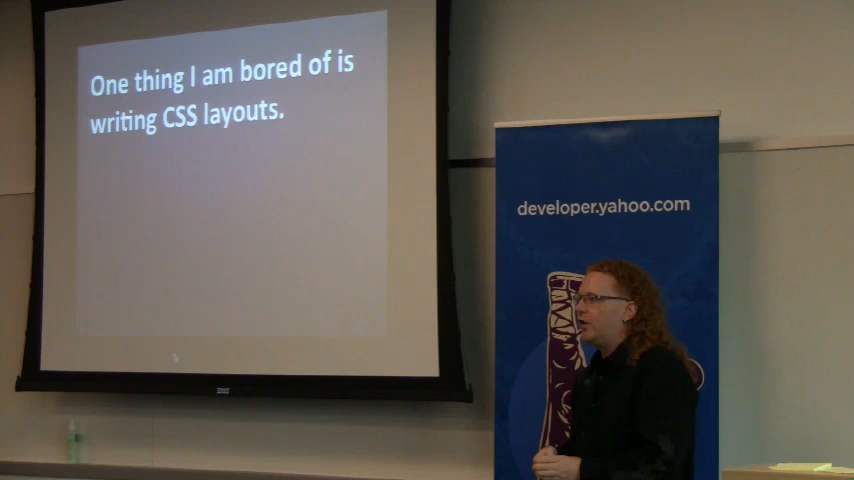 One thing I am bored of is
writing CSS layouts.
developer.yahoo.com